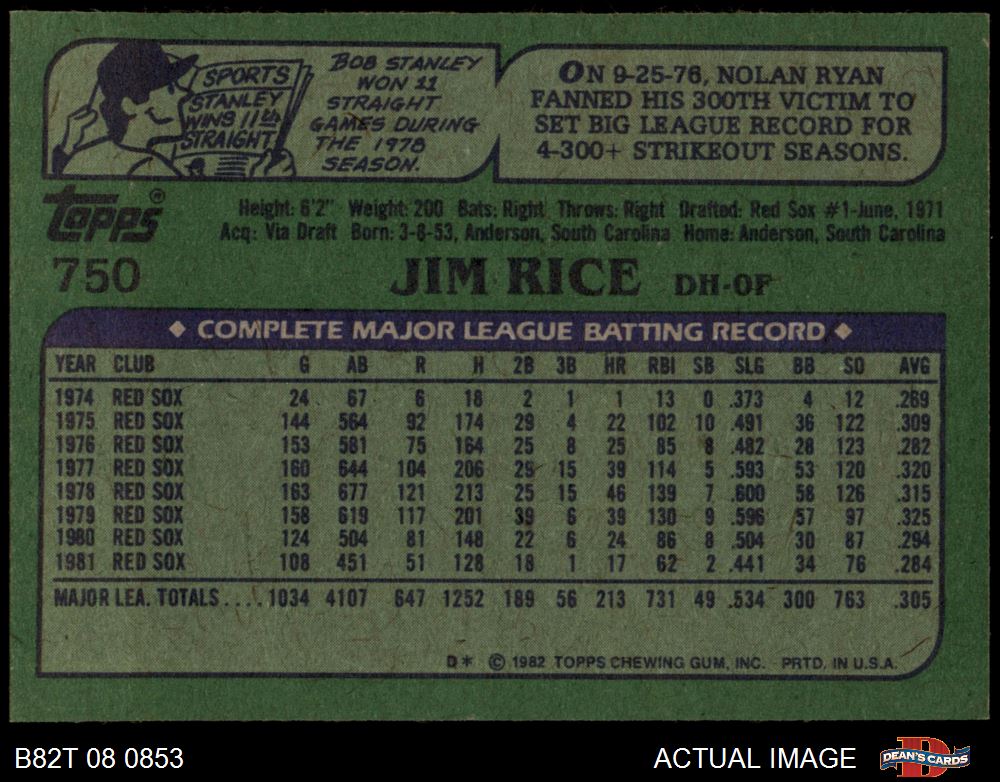 SPORTS
STANLEY
WINS 11th
STRAIGHT
BOB STANLEY
WON 11
STRAIGHT
GAMES DURING
THE 1978
SEASON.
ON 9-25-76, NOLAN RYAN
FANNED HIS 300TH VICTIM TO
SET BIG LEAGUE RECORD FOR
4-300+ STRIKEOUT SEASONS.
Topps®
Height: 6'2" Weight: 200 Bats: Right Throws: Right Drafted: Red Sox #1-June, 1971
Acq: Via Draft Born: 3-8-53, Anderson, South Carolina Home: Anderson, South Carolina
750 JIM RICE DH-OF
◆ COMPLETE MAJOR LEAGUE BATTING RECORD ◆
YEAR CLUB G AB R H 2B 3B HR RBI SB SLG BB SO AVG
1974 RED SOX 24 67 6 18 2 1 1 13 0 .373 4 12 .269
1975 RED SOX 144 564 92 174 29 4 22 102 10 .491 36 122 .309
1976 RED SOX 153 581 75 164 25 8 25 85 8 .482 28 123 .282
1977 RED SOX 160 644 104 206 29 15 39 114 5 .593 53 120 .320
1978 RED SOX 163 677 121 213 25 15 46 139 7 .600 58 126 .315
1979 RED SOX 158 619 117 201 39 6 39 130 9 .596 57 97 .325
1980 RED SOX 124 504 81 148 22 6 24 86 8 .504 30 87 .294
1981 RED SOX 108 451 51 128 18 1 17 62 2 .441 34 76 .284
MAJOR LEA. TOTALS.... 1034 4107 647 1252 189 56 213 731 49 .534 300 763 .305
D* © 1982 TOPPS CHEWING GUM, INC. PRTD. IN U.S.A.
B82T 08 0853 ACTUAL IMAGE DEAN'S CARDS